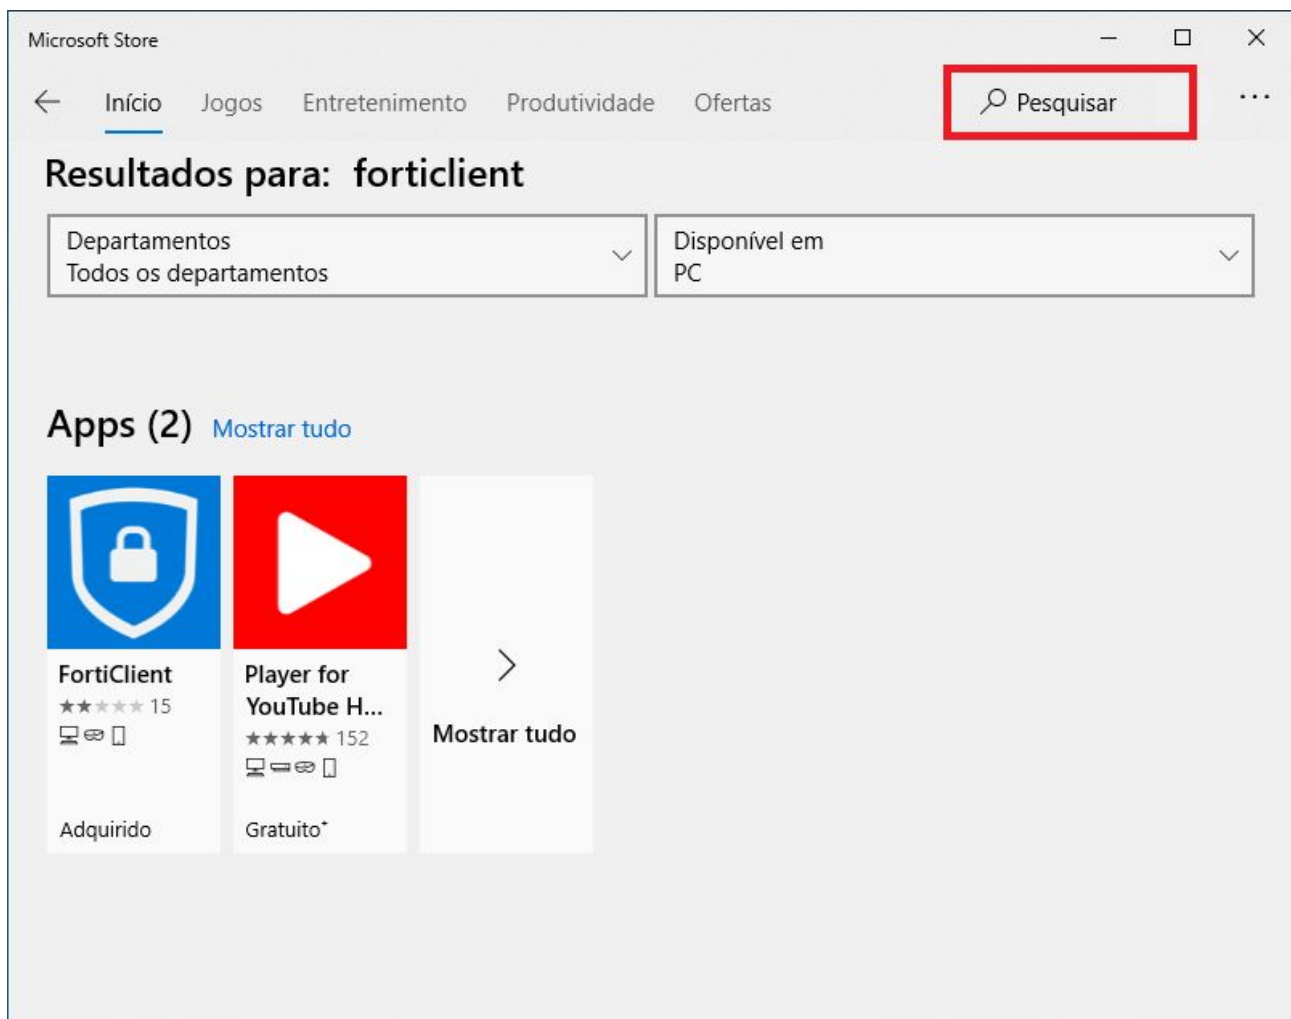 Microsoft Store
Início Jogos Entretenimento Produtividade Ofertas Pesquisar
Resultados para: forticlient
Departamentos
Todos os departamentos
Disponível em
PC
Apps (2) Mostrar tudo
FortiClient
15
Adquirido
Player for
YouTube H...
152
Gratuito⁺
Mostrar tudo